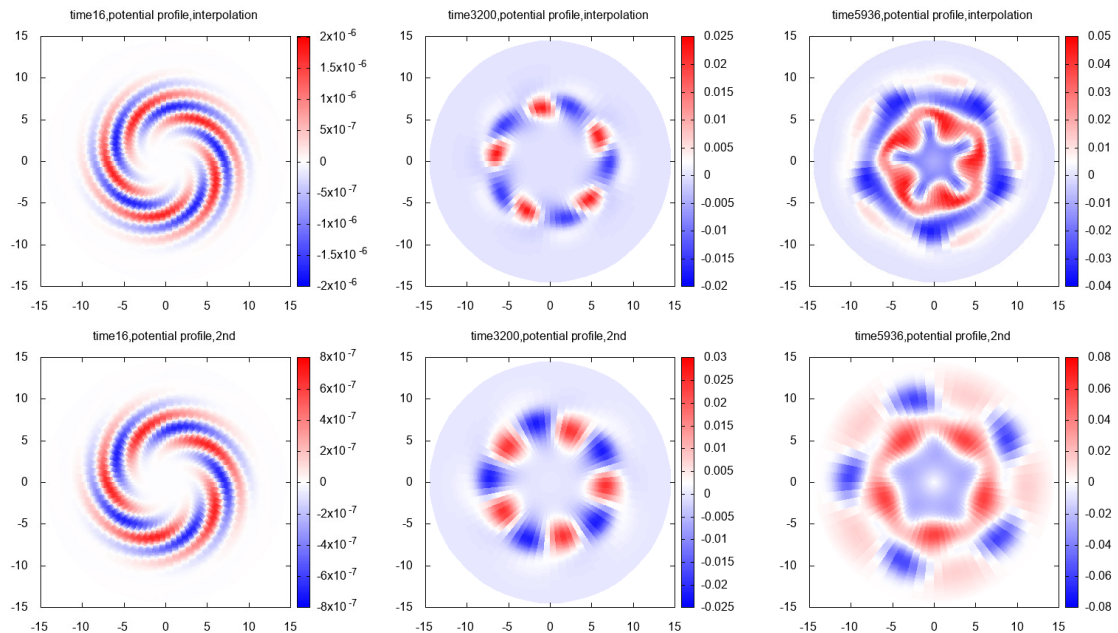 time16,potential profile,interpolation
time3200,potential profile,interpolation
time5936,potential profile,interpolation
15 10 5 0 -5 -10 -15
-15 -10 -5 0 5 10 15
2x10⁻⁶ 1.5x10⁻⁶ 1x10⁻⁶ 5x10⁻⁷ 0 -5x10⁻⁷ -1x10⁻⁶ -1.5x10⁻⁶ -2x10⁻⁶
15 10 5 0 -5 -10 -15
-15 -10 -5 0 5 10 15
0.025 0.02 0.015 0.01 0.005 0 -0.005 -0.01 -0.015 -0.02
15 10 5 0 -5 -10 -15
-15 -10 -5 0 5 10 15
0.05 0.04 0.03 0.02 0.01 0 -0.01 -0.02 -0.03 -0.04
time16,potential profile,2nd
time3200,potential profile,2nd
time5936,potential profile,2nd
15 10 5 0 -5 -10 -15
-15 -10 -5 0 5 10 15
8x10⁻⁷ 6x10⁻⁷ 4x10⁻⁷ 2x10⁻⁷ 0 -2x10⁻⁷ -4x10⁻⁷ -6x10⁻⁷ -8x10⁻⁷
15 10 5 0 -5 -10 -15
-15 -10 -5 0 5 10 15
0.03 0.025 0.02 0.015 0.01 0.005 0 -0.005 -0.01 -0.015 -0.02 -0.025
15 10 5 0 -5 -10 -15
-15 -10 -5 0 5 10 15
0.08 0.06 0.04 0.02 0 -0.02 -0.04 -0.06 -0.08